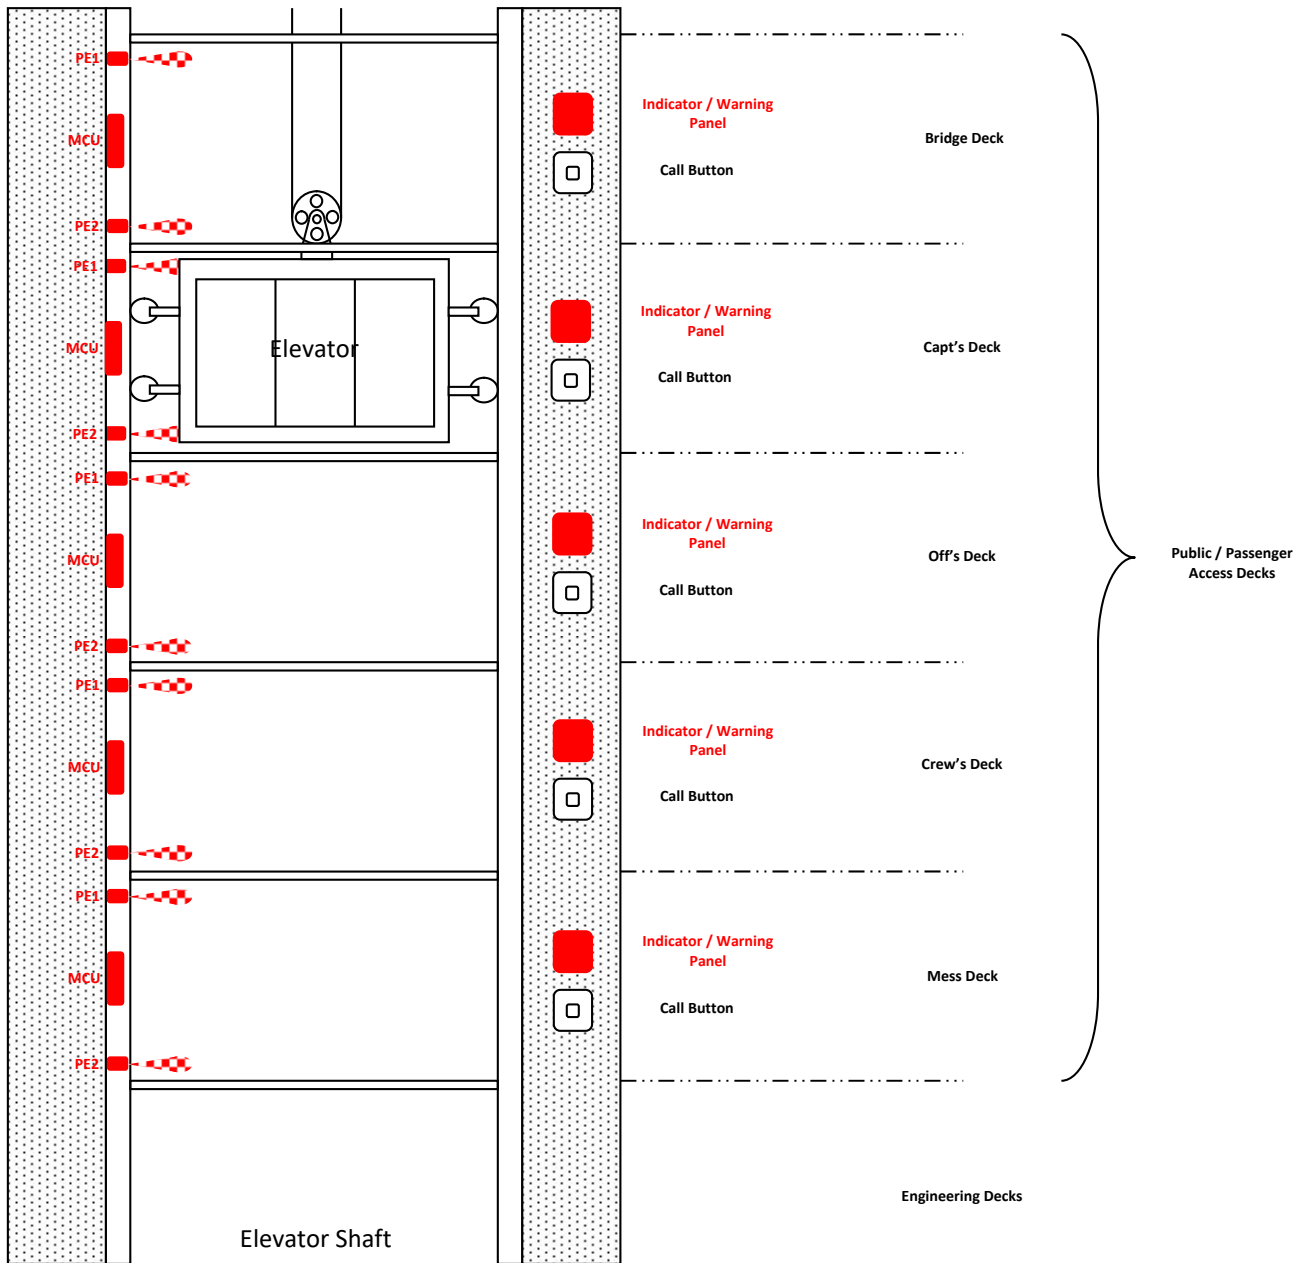 PE1
Indicator / Warning
Panel
MCU
Bridge Deck
Call Button
PE2
PE1
Indicator / Warning
Panel
MCU
Elevator
Capt's Deck
Call Button
PE2
PE1
Indicator / Warning
Panel
MCU
Off's Deck
Public / Passenger
Access Decks
Call Button
PE2
PE1
Indicator / Warning
Panel
MCU
Crew's Deck
Call Button
PE2
PE1
Indicator / Warning
Panel
MCU
Mess Deck
Call Button
PE2
Engineering Decks
Elevator Shaft